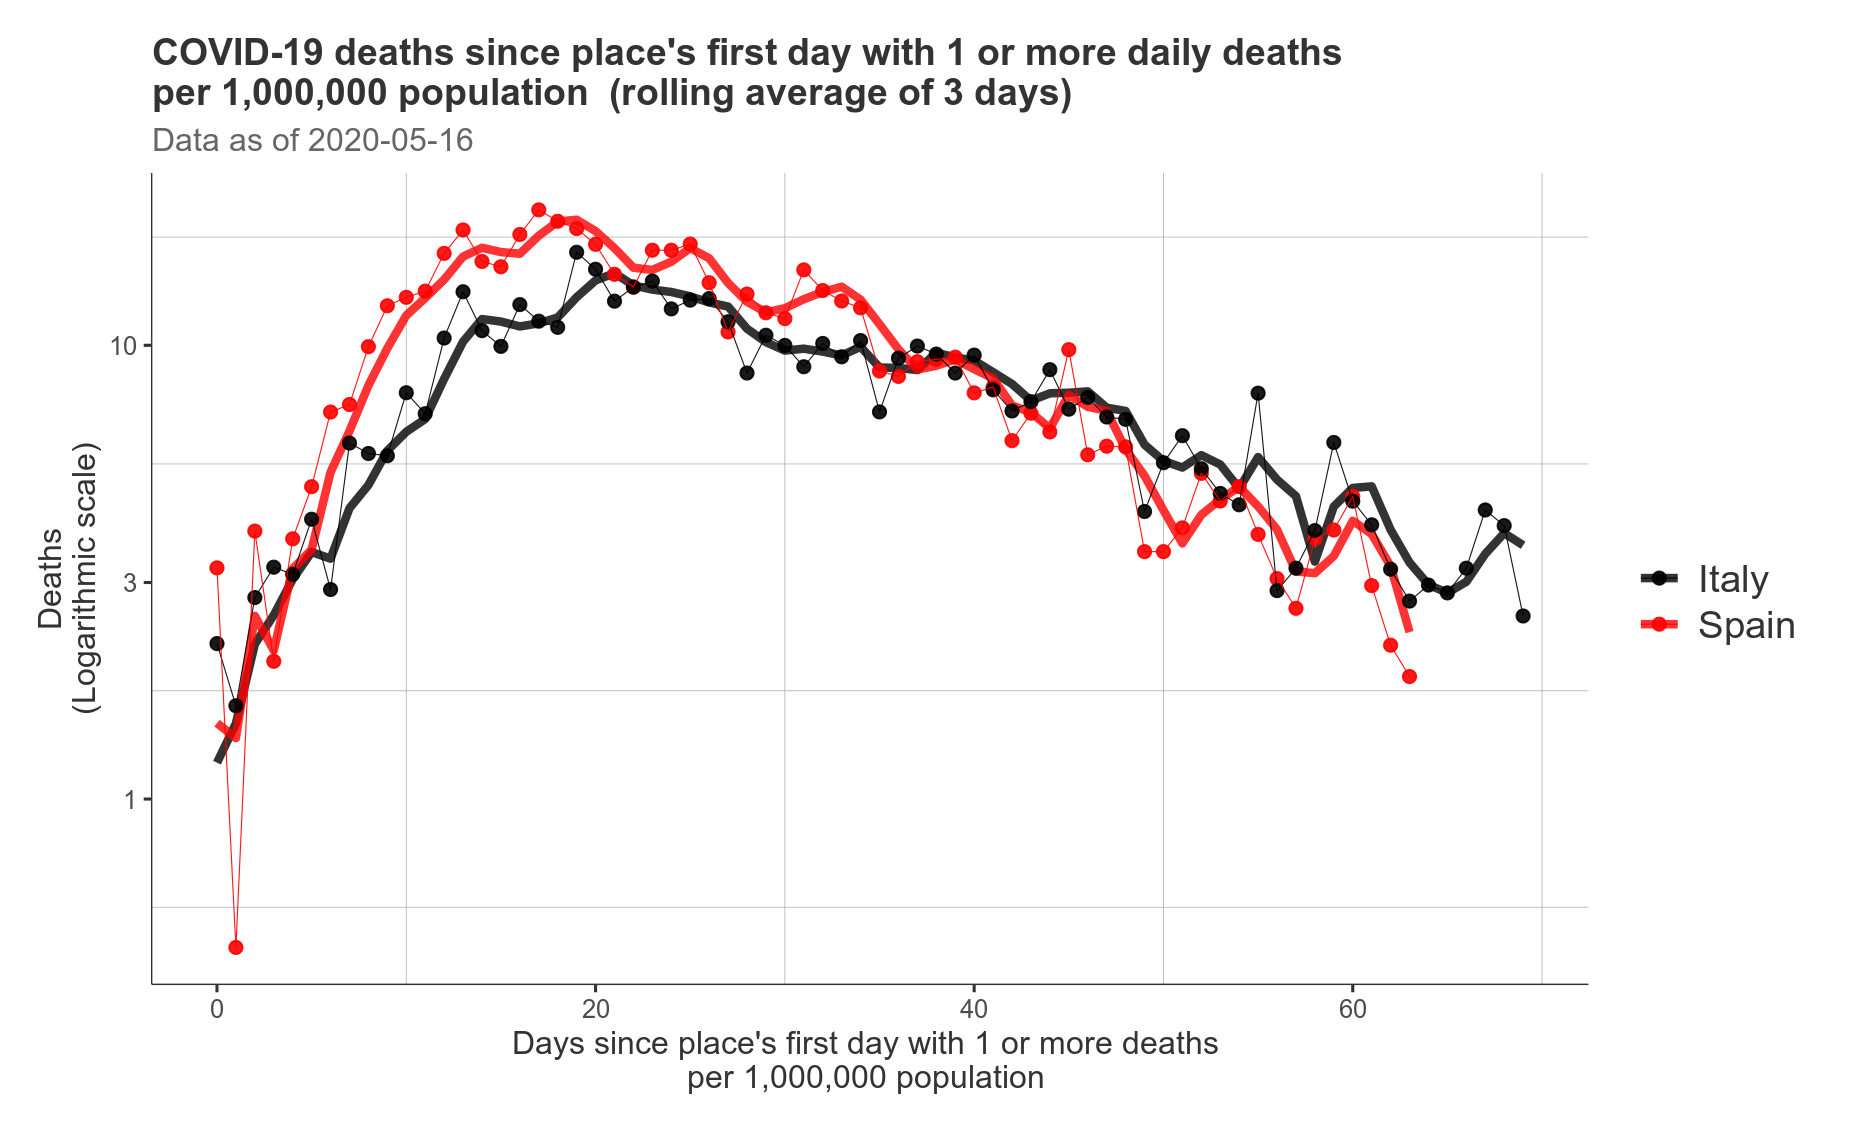 COVID-19 deaths since place's first day with 1 or more daily deaths
per 1,000,000 population  (rolling average of 3 days)
Data as of 2020-05-16
Deaths
(Logarithmic scale)
10
3
1
0
20
40
60
Days since place's first day with 1 or more deaths
per 1,000,000 population
Italy
Spain